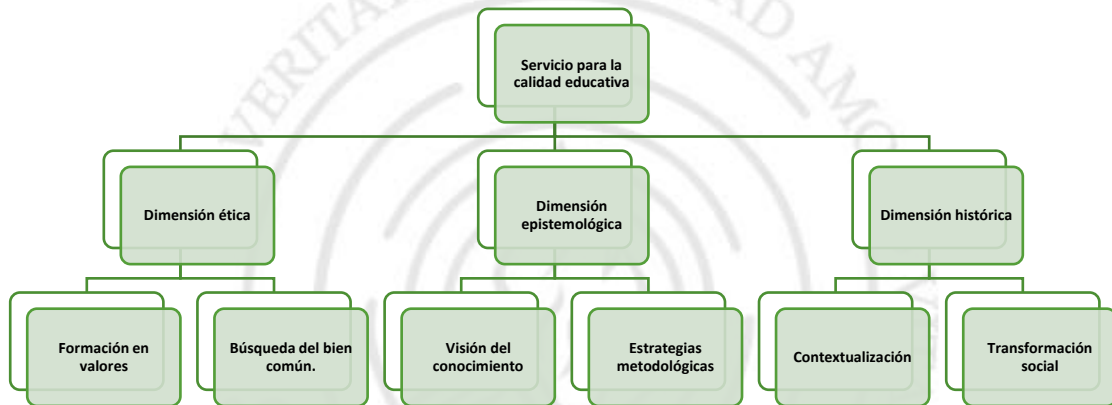 Servicio para la
calidad educativa
Dimensión ética
Dimensión
epistemológica
Dimensión histórica
Formación en
valores
Búsqueda del bien
común.
Visión del
conocimiento
Estrategias
metodológicas
Contextualización
Transformación
social